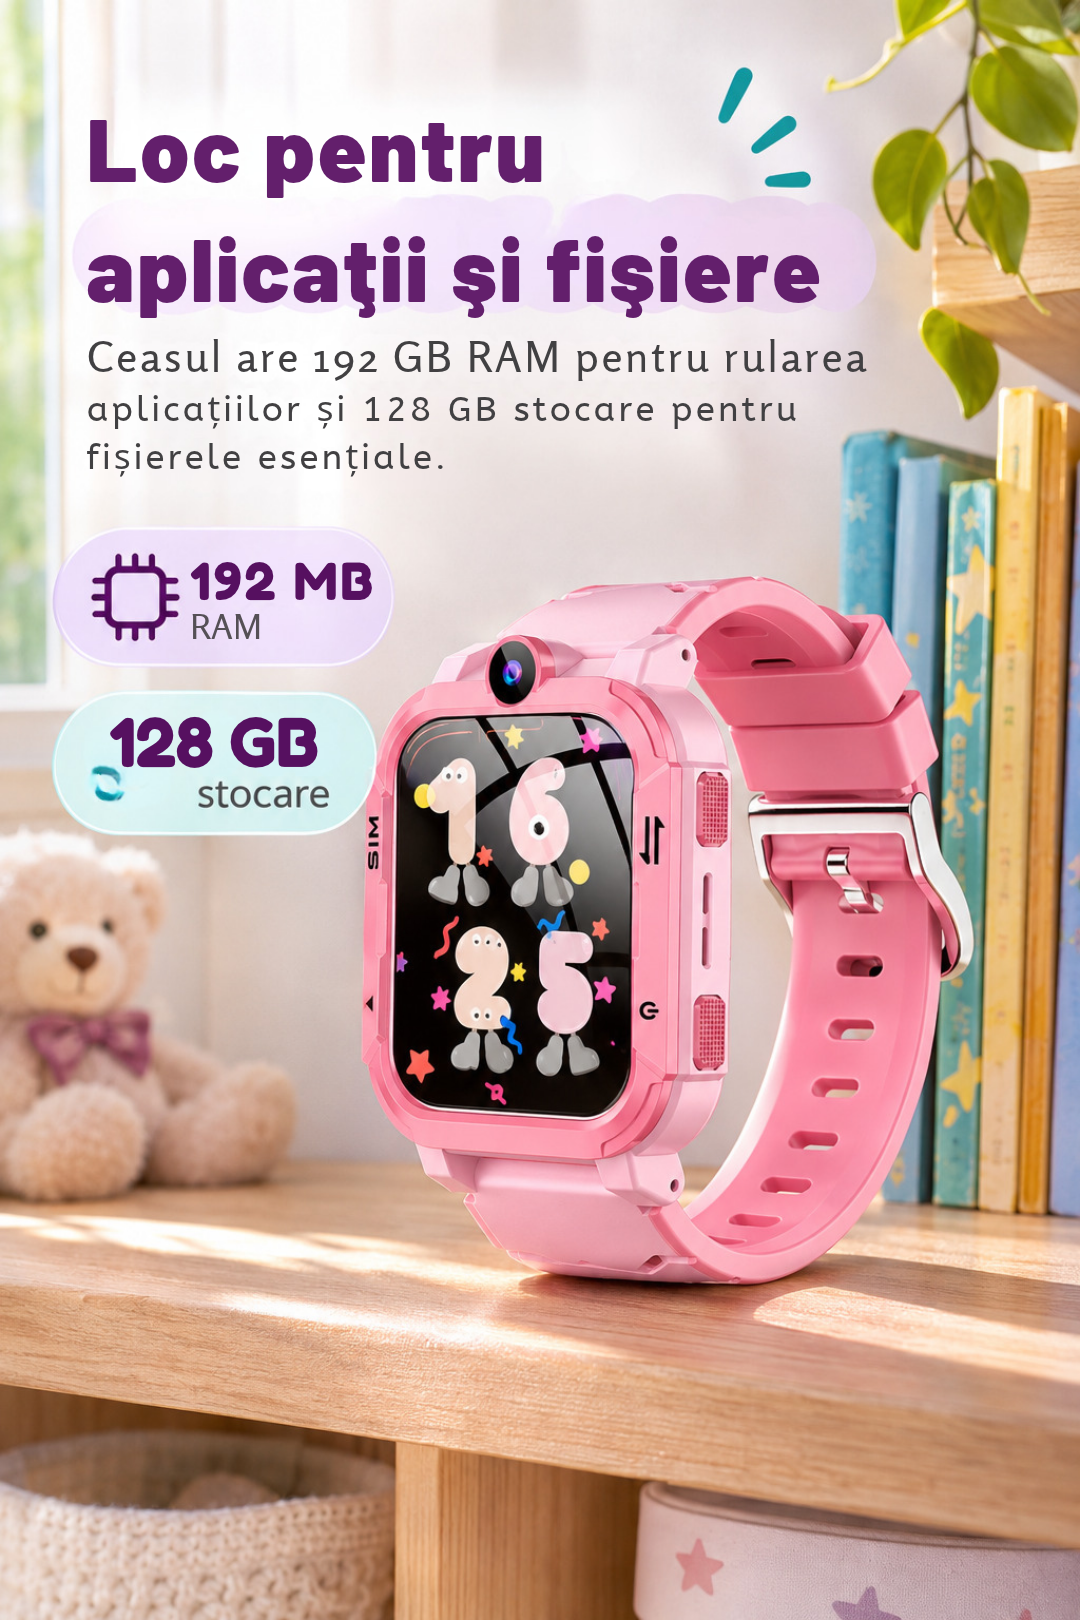 Loc pentru
aplicaţii şi fişiere
Ceasul are 192 GB RAM pentru rularea
aplicațiilor și 128 GB stocare pentru
fișierele esențiale.
192 MB
RAM
128 GB
stocare
SIM
16
25